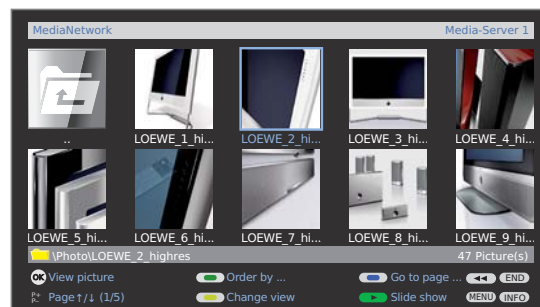 MediaNetwork Media-Server 1
..
LOEWE_1_hi... LOEWE_2_hi... LOEWE_3_hi... LOEWE_4_hi...
LOEWE_5_hi... LOEWE_6_hi... LOEWE_7_hi... LOEWE_8_hi... LOEWE_9_hi...
\Photo\LOEWE_2_highres 47 Picture(s)
OK View picture Order by ... Go to page ... END
P+ P- Page↑/↓ (1/5) Change view Slide show MENU INFO